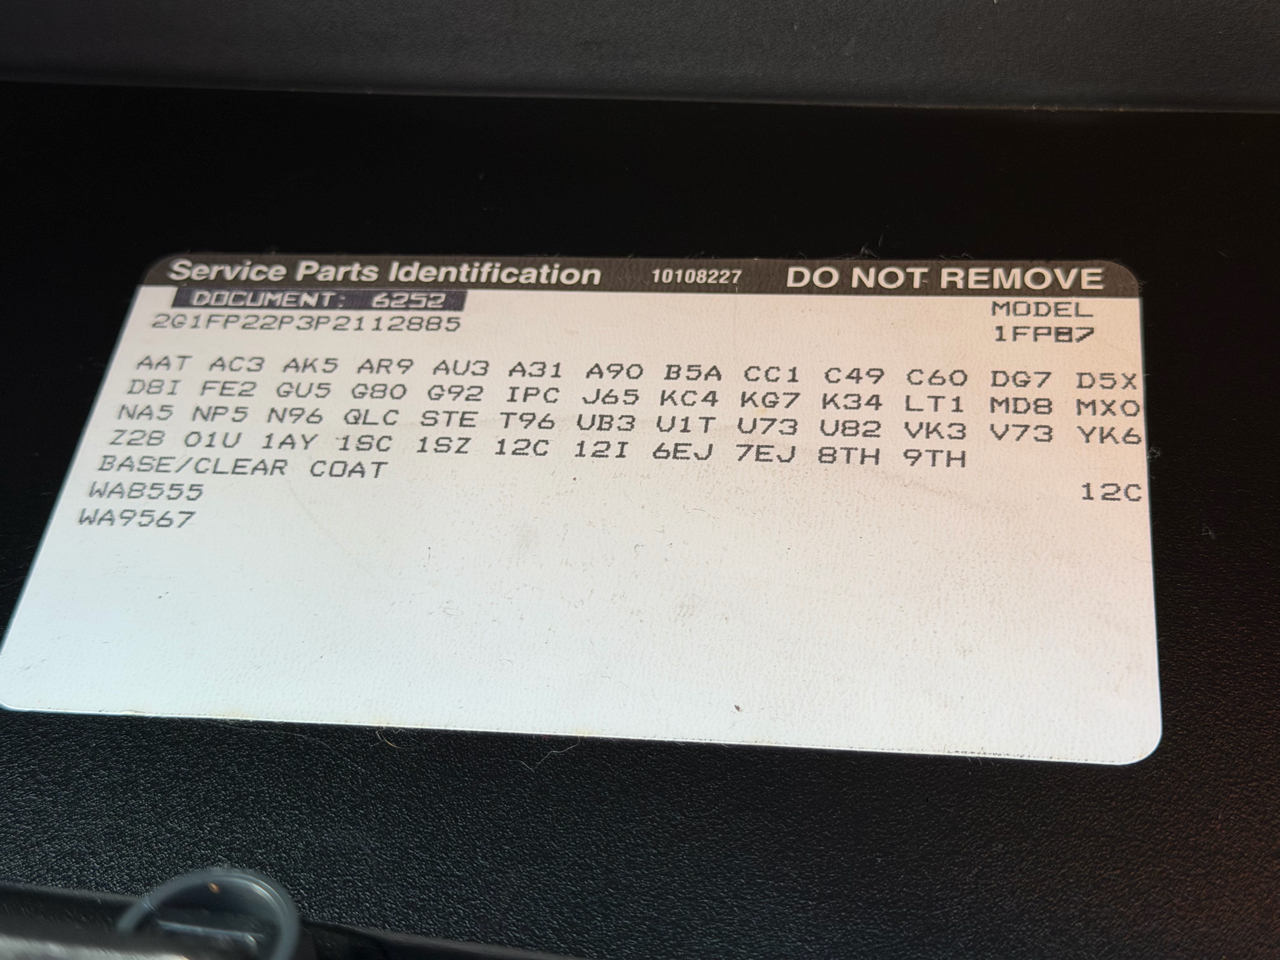 Service Parts Identification 10108227 DO NOT REMOVE
DOCUMENT: 6252 MODEL
2G1FP22P3P2112885 1FP87
AAT AC3 AK5 AR9 AU3 A31 A90 B5A CC1 C49 C60 DG7 D5X
D8I FE2 GU5 G80 G92 IPC J65 KC4 KG7 K34 LT1 MD8 MX0
NA5 NP5 N96 QLC STE T96 UB3 U1T U73 U82 VK3 V73 YK6
Z2B 01U 1AY 1SC 1SZ 12C 12I 6EJ 7EJ 8TH 9TH
BASE/CLEAR COAT
WA8555 12C
WA9567